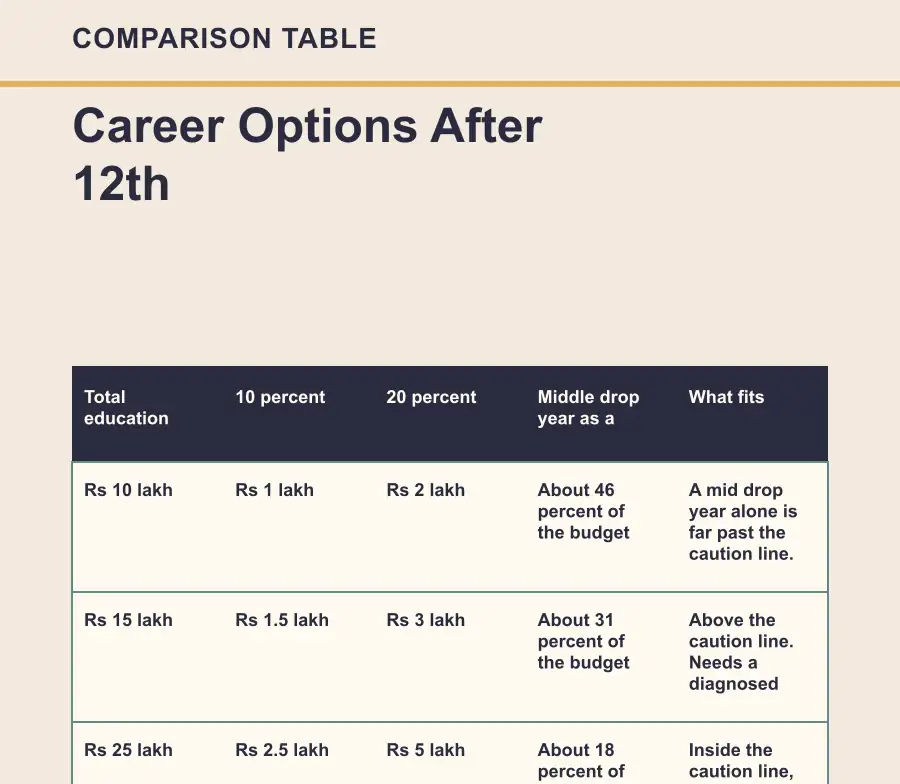 COMPARISON TABLE
Career Options After
12th
Total
education
10 percent
20 percent
Middle drop
year as a
What fits
Rs 10 lakh
Rs 1 lakh
Rs 2 lakh
About 46
percent of
the budget
A mid drop
year alone is
far past the
caution line.
Rs 15 lakh
Rs 1.5 lakh
Rs 3 lakh
About 31
percent of
the budget
Above the
caution line.
Needs a
diagnosed
Rs 25 lakh
Rs 2.5 lakh
Rs 5 lakh
About 18
percent of
Inside the
caution line,